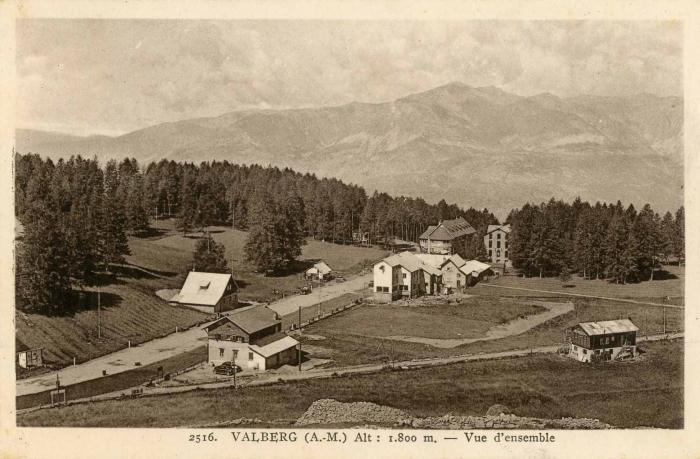 2516. VALBERG (A.-M.) Alt : 1.800 m. — Vue d'ensemble